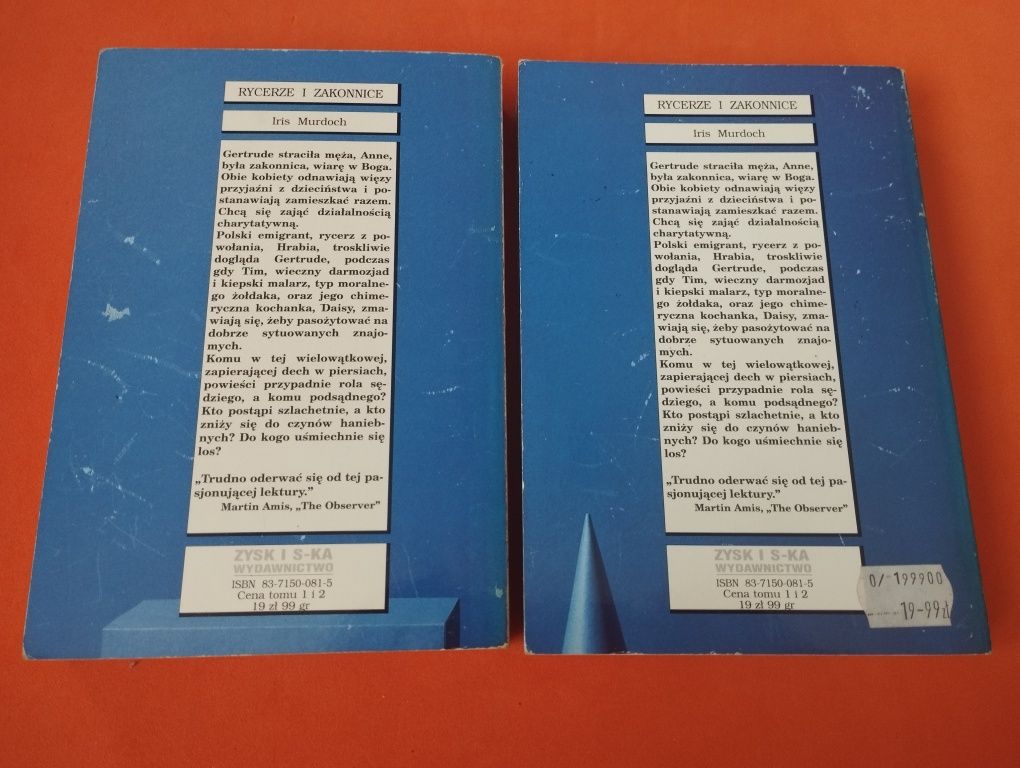 RYCERZE I ZAKONNICE
Iris Murdoch
Gertrude straciła męża, Anne,
była zakonnica, wiarę w Boga.
Obie kobiety odnawiają więzy
przyjaźni z dzieciństwa i po-
stanawiają zamieszkać razem.
Chcą się zająć działalnością
charytatywną.
Polski emigrant, rycerz z po-
wołania, Hrabia, troskliwie
dogląda Gertrude, podczas
gdy Tim, wieczny darmozjad
i kiepski malarz, typ moralne-
go żołdaka, oraz jego chime-
ryczna kochanka, Daisy, zma-
wiają się, żeby pasożytować na
dobrze sytuowanych znajo-
mych.
Komu w tej wielowątkowej,
zapierającej dech w piersiach,
powieści przypadnie rola sę-
dziego, a komu podsądnego?
Kto postąpi szlachetnie, a kto
zniży się do czynów hanieb-
nych? Do kogo uśmiechnie się
los?
„Trudno oderwać się od tej pa-
sjonującej lektury.”
Martin Amis, „The Observer”
ZYSK I S-KA
WYDAWNICTWO
ISBN 83-7150-081-5
Cena tomu 1 i 2
19 zł 99 gr
RYCERZE I ZAKONNICE
Iris Murdoch
Gertrude straciła męża, Anne,
była zakonnica, wiarę w Boga.
Obie kobiety odnawiają więzy
przyjaźni z dzieciństwa i po-
stanawiają zamieszkać razem.
Chcą się zająć działalnością
charytatywną.
Polski emigrant, rycerz z po-
wołania, Hrabia, troskliwie
dogląda Gertrude, podczas
gdy Tim, wieczny darmozjad
i kiepski malarz, typ moralne-
go żołdaka, oraz jego chime-
ryczna kochanka, Daisy, zma-
wiają się, żeby pasożytować na
dobrze sytuowanych znajo-
mych.
Komu w tej wielowątkowej,
zapierającej dech w piersiach,
powieści przypadnie rola sę-
dziego, a komu podsądnego?
Kto postąpi szlachetnie, a kto
zniży się do czynów hanieb-
nych? Do kogo uśmiechnie się
los?
„Trudno oderwać się od tej pa-
sjonującej lektury.”
Martin Amis, „The Observer”
ZYSK I S-KA
WYDAWNICTWO
ISBN 83-7150-081-5
Cena tomu 1 i 2
19 zł 99 gr
0/-199900
19-99zł